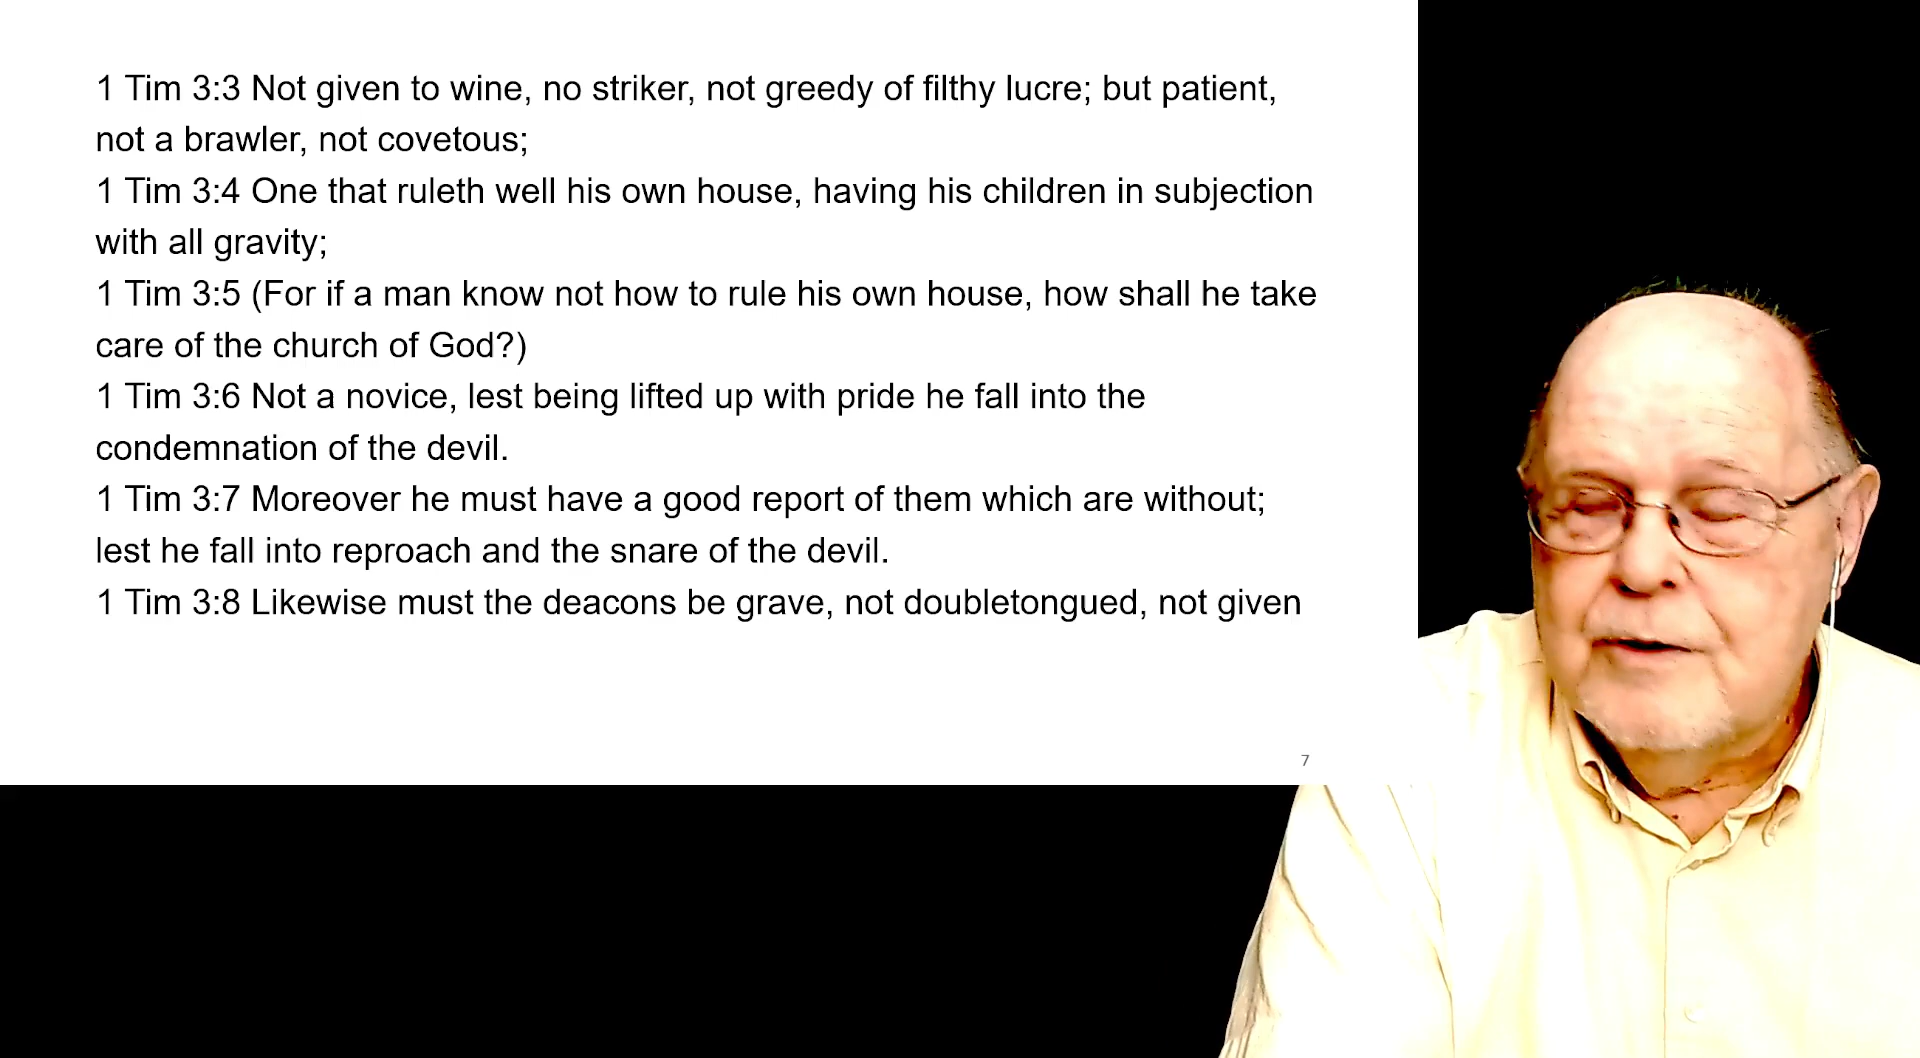 1 Tim 3:3 Not given to wine, no striker, not greedy of filthy lucre; but patient,
not a brawler, not covetous;
1 Tim 3:4 One that ruleth well his own house, having his children in subjection
with all gravity;
1 Tim 3:5 (For if a man know not how to rule his own house, how shall he take
care of the church of God?)
1 Tim 3:6 Not a novice, lest being lifted up with pride he fall into the
condemnation of the devil.
1 Tim 3:7 Moreover he must have a good report of them which are without;
lest he fall into reproach and the snare of the devil.
1 Tim 3:8 Likewise must the deacons be grave, not doubletongued, not given
7